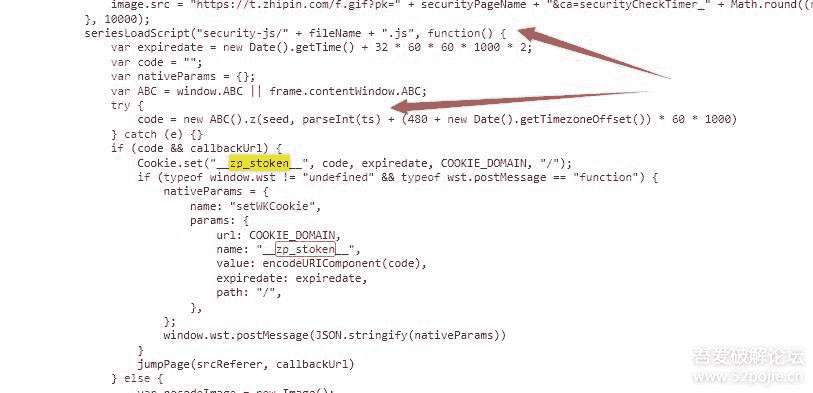 image.src = "https://t.zhipin.com/f.gif?pk=" + securityPageName + "&ca=securityCheckTimer_" + Math.round((n
}, 10000);
seriesLoadScript("security-js/" + fileName + ".js", function() {
var expiredate = new Date().getTime() + 32 * 60 * 60 * 1000 * 2;
var code = "";
var nativeParams = {};
var ABC = window.ABC || frame.contentWindow.ABC;
try {
code = new ABC().z(seed, parseInt(ts) + (480 + new Date().getTimezoneOffset()) * 60 * 1000)
} catch (e) {}
if (code && callbackUrl) {
Cookie.set("__zp_stoken__", code, expiredate, COOKIE_DOMAIN, "/");
if (typeof window.wst != "undefined" && typeof wst.postMessage == "function") {
nativeParams = {
name: "setWKCookie",
params: {
url: COOKIE_DOMAIN,
name: "__zp_stoken__",
value: encodeURIComponent(code),
expiredate: expiredate,
path: "/",
},
};
window.wst.postMessage(JSON.stringify(nativeParams))
}
jumpPage(srcReferer, callbackUrl)
} else {
吾爱破解论坛
www.52pojie.cn